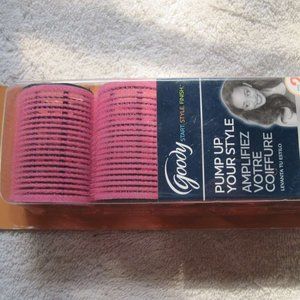 Goody
START. STYLE. FINISH.
PUMP UP
YOUR STYLE
AMPLIFIEZ
VOTRE
COIFFURE
LEVANTA TU ESTILO